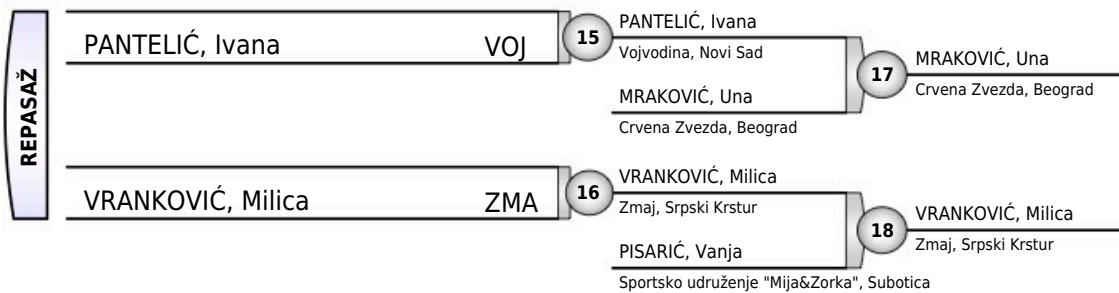 REPASAŽ
PANTELIĆ, Ivana VOJ
15
PANTELIĆ, Ivana
Vojvodina, Novi Sad
MRAKOVIĆ, Una
Crvena Zvezda, Beograd
17
MRAKOVIĆ, Una
Crvena Zvezda, Beograd
VRANKOVIĆ, Milica ZMA
16
VRANKOVIĆ, Milica
Zmaj, Srpski Krstur
PISARIĆ, Vanja
Sportsko udruženje "Mija&Zorka", Subotica
18
VRANKOVIĆ, Milica
Zmaj, Srpski Krstur